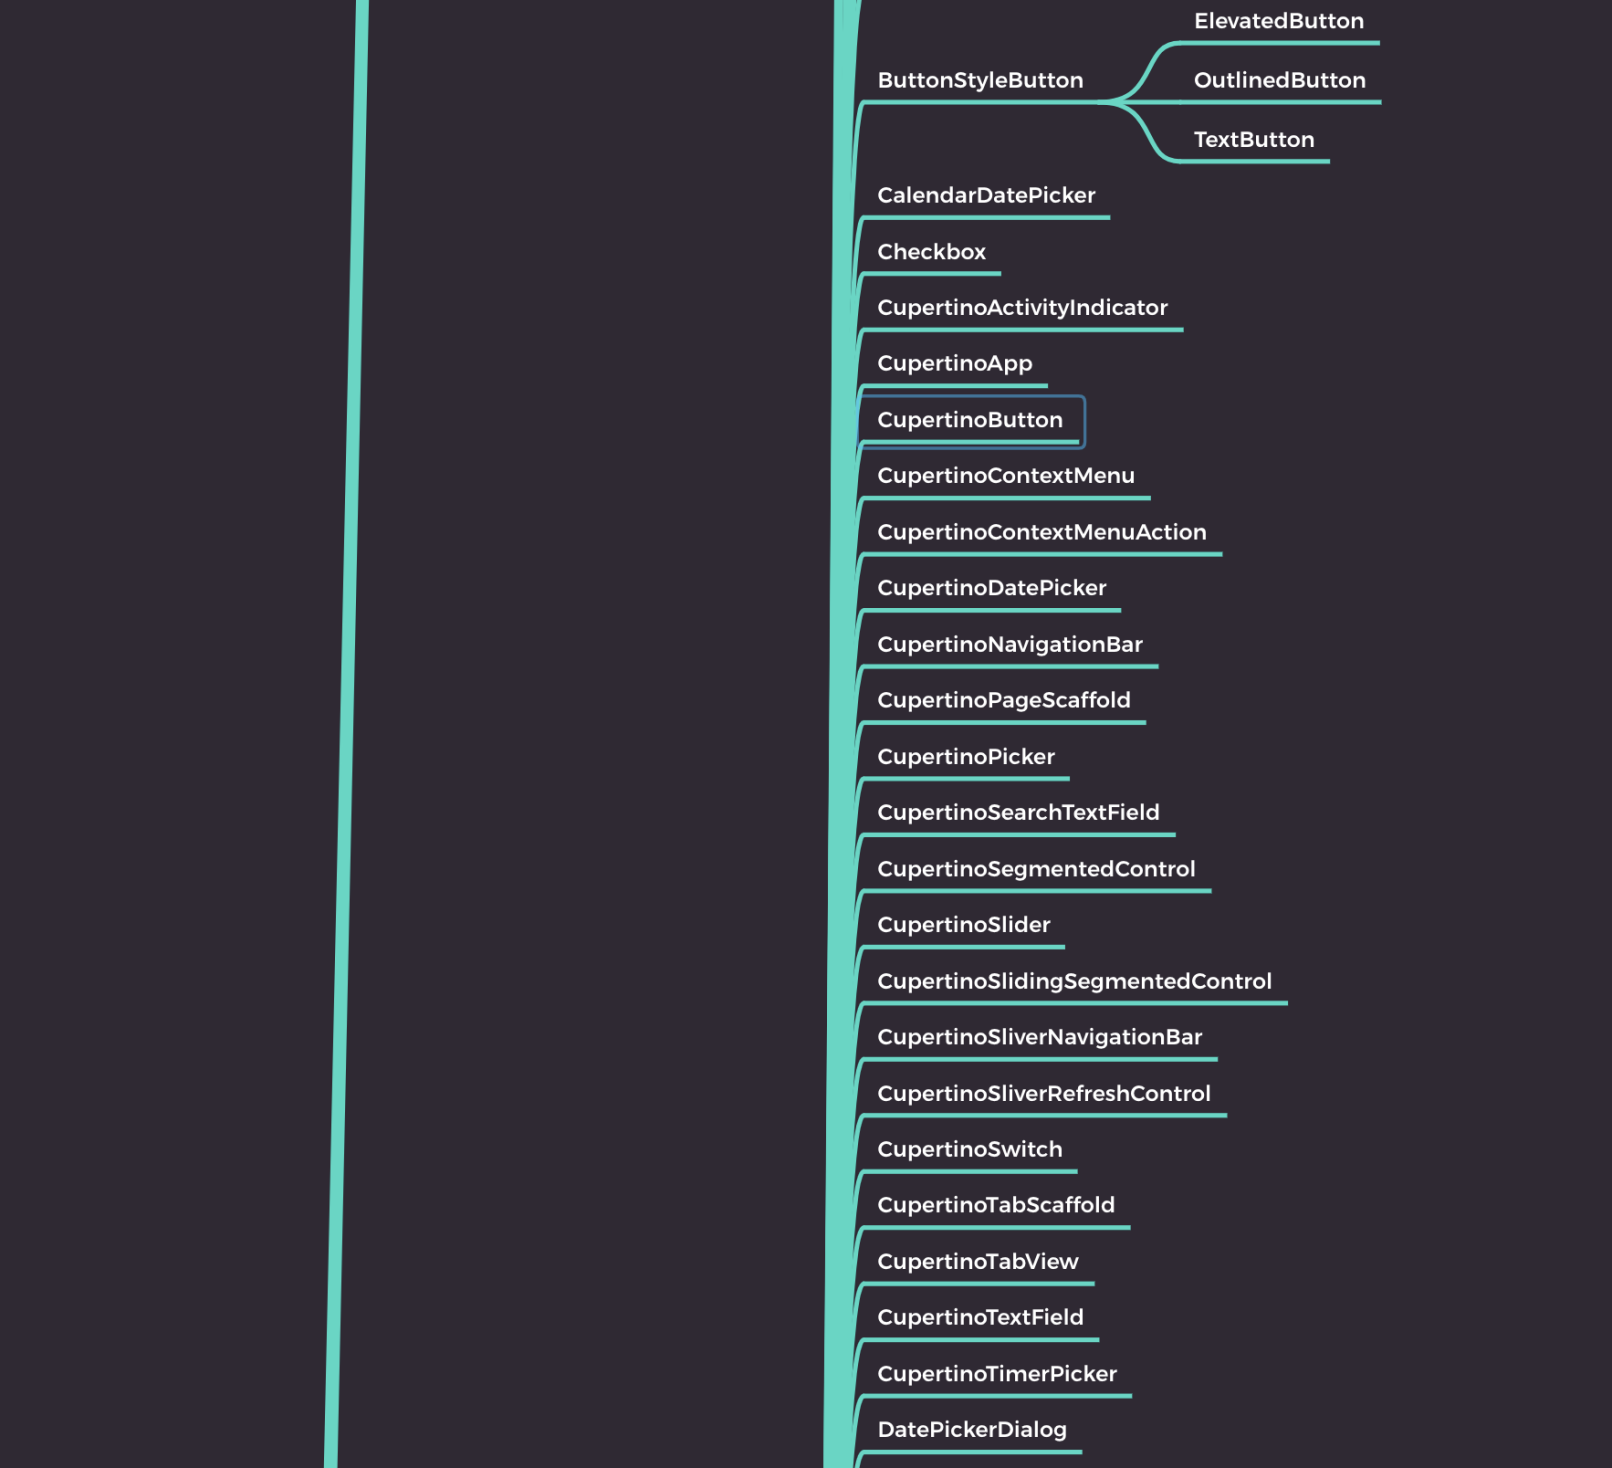 ElevatedButton
ButtonStyleButton
OutlinedButton
TextButton
CalendarDatePicker
Checkbox
CupertinoActivityIndicator
CupertinoApp
CupertinoButton
CupertinoContextMenu
CupertinoContextMenuAction
CupertinoDatePicker
CupertinoNavigationBar
CupertinoPageScaffold
CupertinoPicker
CupertinoSearchTextField
CupertinoSegmentedControl
CupertinoSlider
CupertinoSlidingSegmentedControl
CupertinoSliverNavigationBar
CupertinoSliverRefreshControl
CupertinoSwitch
CupertinoTabScaffold
CupertinoTabView
CupertinoTextField
CupertinoTimerPicker
DatePickerDialog